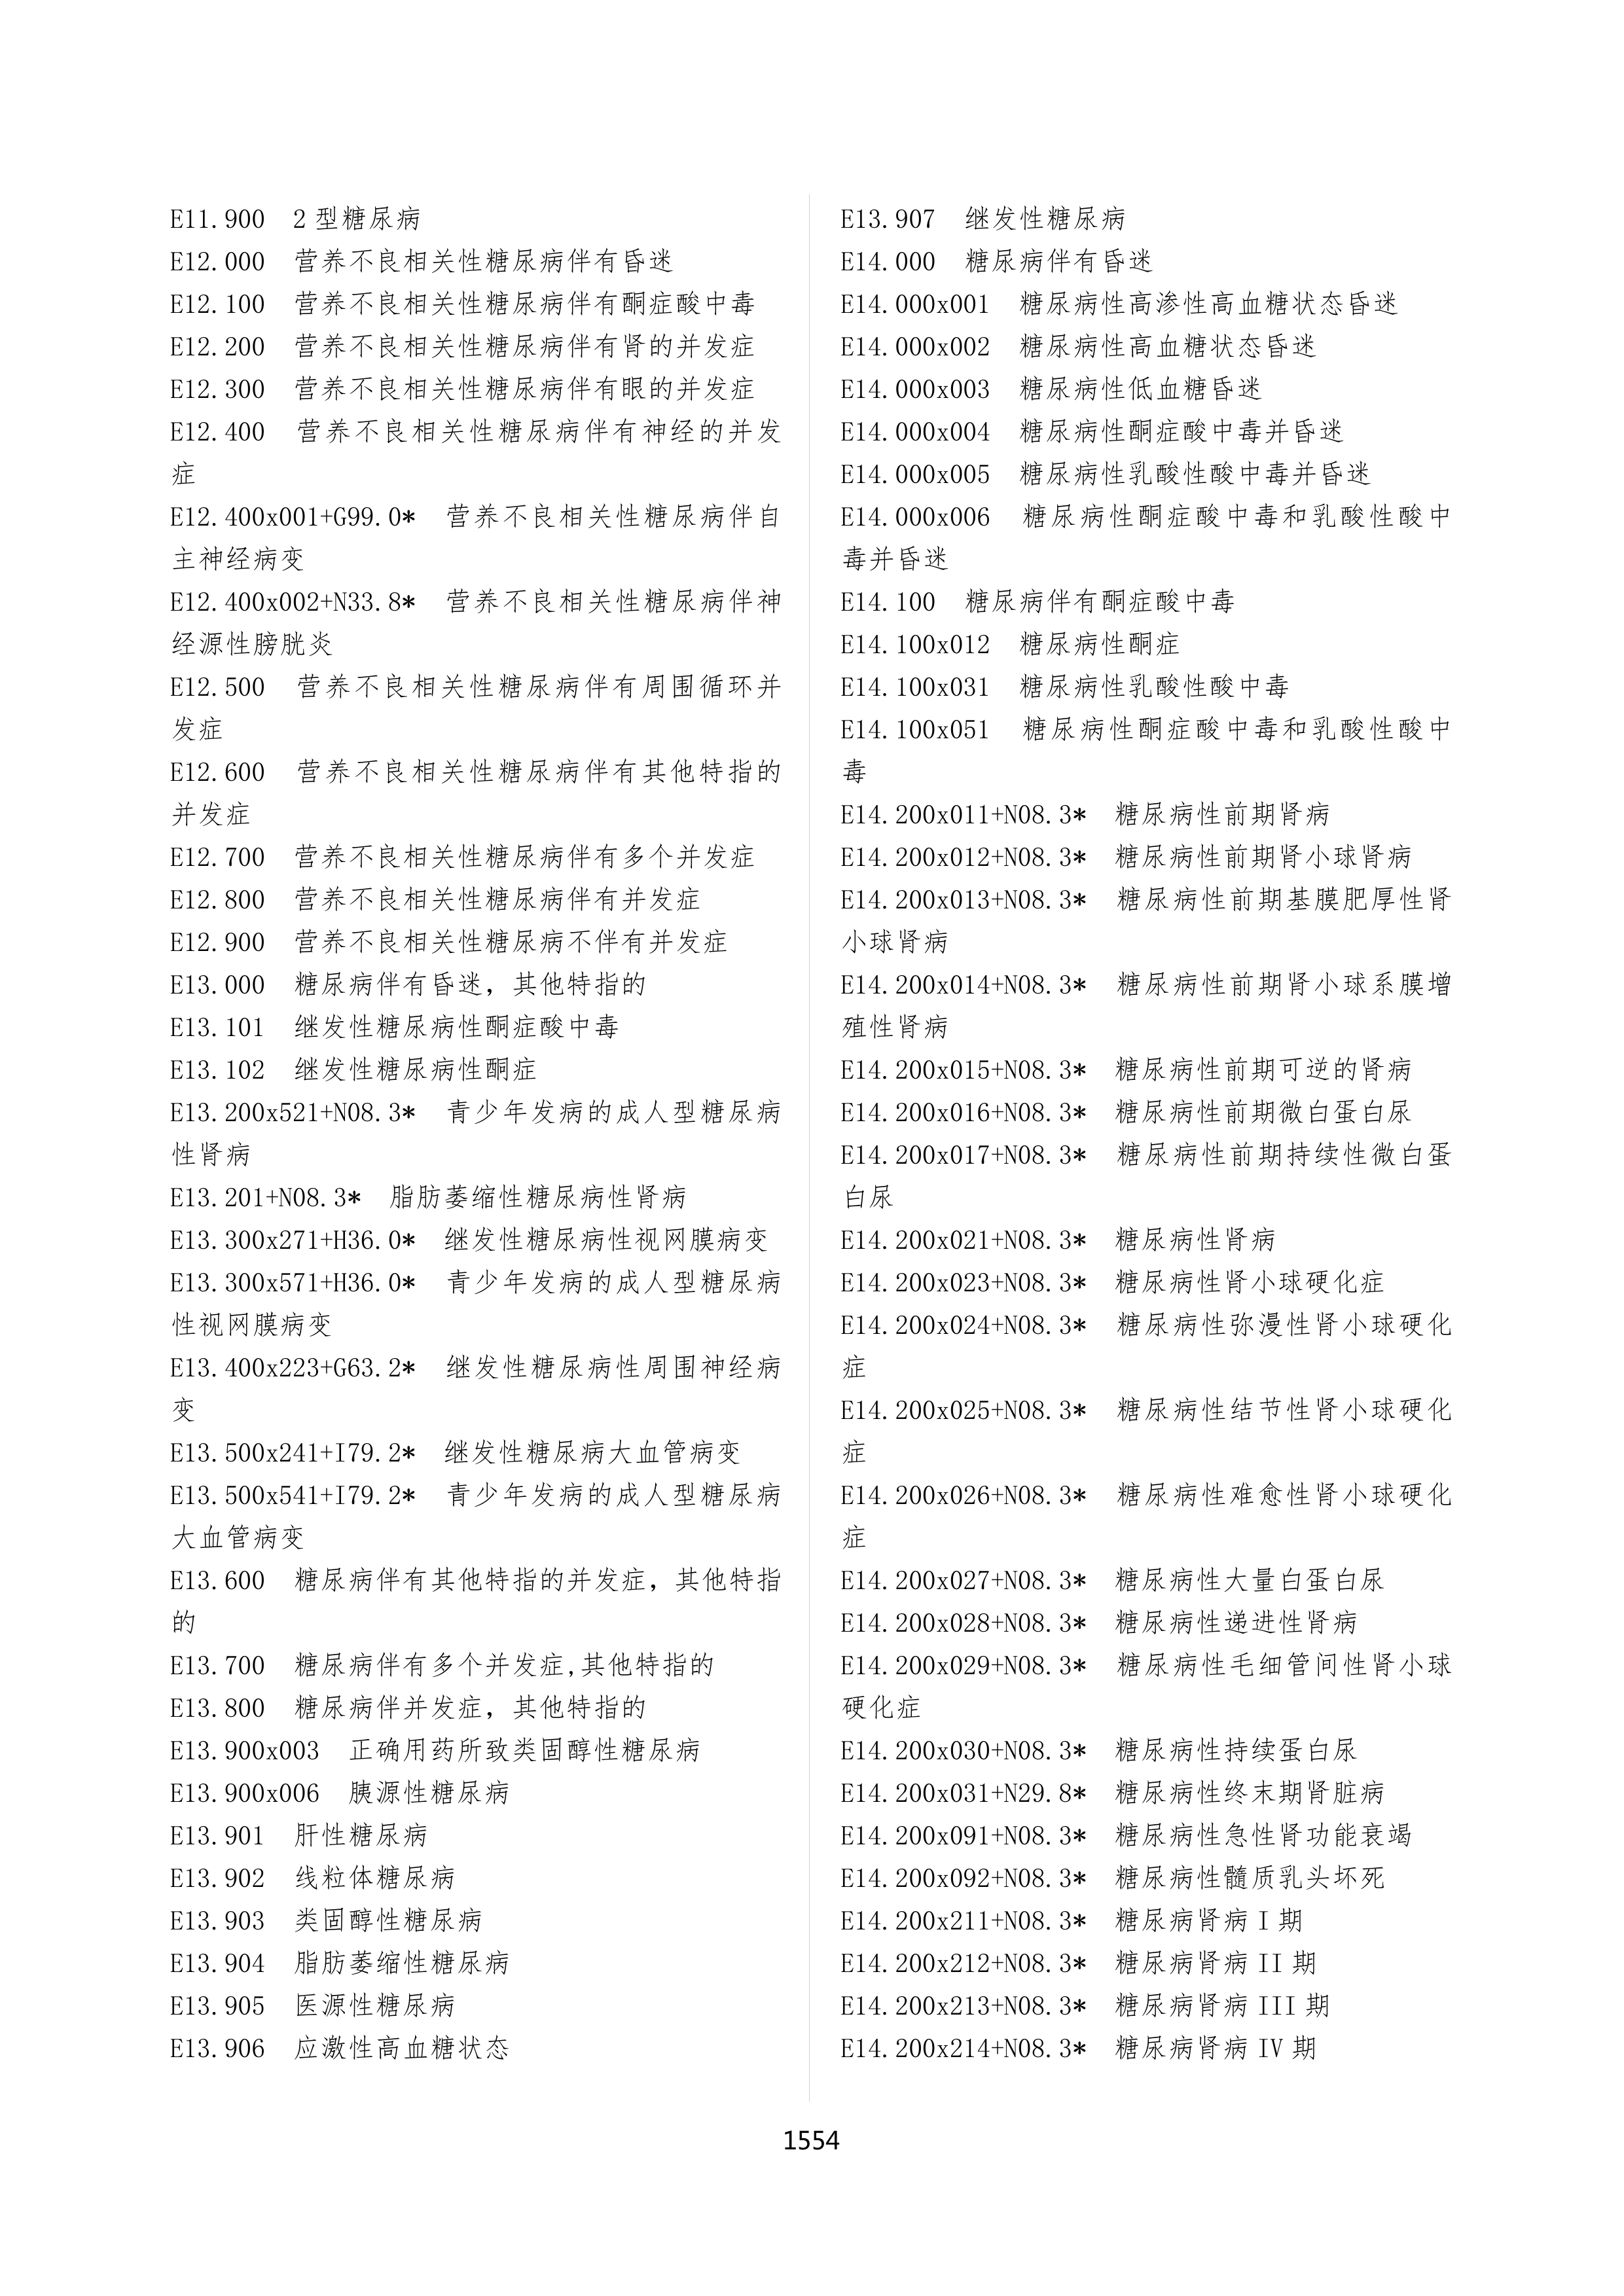 E11.900 2 型糖尿病
E12.000 营养不良相关性糖尿病伴有昏迷
E12.100 营养不良相关性糖尿病伴有酮症酸中毒
E12.200 营养不良相关性糖尿病伴有肾的并发症
E12.300 营养不良相关性糖尿病伴有眼的并发症
E12.400 营养不良相关性糖尿病伴有神经的并发
症
E12.400x001+G99.0* 营养不良相关性糖尿病伴自
主神经病变
E12.400x002+N33.8* 营养不良相关性糖尿病伴神
经源性膀胱炎
E12.500 营养不良相关性糖尿病伴有周围循环并
发症
E12.600 营养不良相关性糖尿病伴有其他特指的
并发症
E12.700 营养不良相关性糖尿病伴有多个并发症
E12.800 营养不良相关性糖尿病伴有并发症
E12.900 营养不良相关性糖尿病不伴有并发症
E13.000 糖尿病伴有昏迷，其他特指的
E13.101 继发性糖尿病性酮症酸中毒
E13.102 继发性糖尿病性酮症
E13.200x521+N08.3* 青少年发病的成人型糖尿病
性肾病
E13.201+N08.3* 脂肪萎缩性糖尿病性肾病
E13.300x271+H36.0* 继发性糖尿病性视网膜病变
E13.300x571+H36.0* 青少年发病的成人型糖尿病
性视网膜病变
E13.400x223+G63.2* 继发性糖尿病性周围神经病
变
E13.500x241+I79.2* 继发性糖尿病大血管病变
E13.500x541+I79.2* 青少年发病的成人型糖尿病
大血管病变
E13.600 糖尿病伴有其他特指的并发症，其他特指
的
E13.700 糖尿病伴有多个并发症,其他特指的
E13.800 糖尿病伴并发症，其他特指的
E13.900x003 正确用药所致类固醇性糖尿病
E13.900x006 胰源性糖尿病
E13.901 肝性糖尿病
E13.902 线粒体糖尿病
E13.903 类固醇性糖尿病
E13.904 脂肪萎缩性糖尿病
E13.905 医源性糖尿病
E13.906 应激性高血糖状态
E13.907 继发性糖尿病
E14.000 糖尿病伴有昏迷
E14.000x001 糖尿病性高渗性高血糖状态昏迷
E14.000x002 糖尿病性高血糖状态昏迷
E14.000x003 糖尿病性低血糖昏迷
E14.000x004 糖尿病性酮症酸中毒并昏迷
E14.000x005 糖尿病性乳酸性酸中毒并昏迷
E14.000x006 糖尿病性酮症酸中毒和乳酸性酸中
毒并昏迷
E14.100 糖尿病伴有酮症酸中毒
E14.100x012 糖尿病性酮症
E14.100x031 糖尿病性乳酸性酸中毒
E14.100x051 糖尿病性酮症酸中毒和乳酸性酸中
毒
E14.200x011+N08.3* 糖尿病性前期肾病
E14.200x012+N08.3* 糖尿病性前期肾小球肾病
E14.200x013+N08.3* 糖尿病性前期基膜肥厚性肾
小球肾病
E14.200x014+N08.3* 糖尿病性前期肾小球系膜增
殖性肾病
E14.200x015+N08.3* 糖尿病性前期可逆的肾病
E14.200x016+N08.3* 糖尿病性前期微白蛋白尿
E14.200x017+N08.3* 糖尿病性前期持续性微白蛋
白尿
E14.200x021+N08.3* 糖尿病性肾病
E14.200x023+N08.3* 糖尿病性肾小球硬化症
E14.200x024+N08.3* 糖尿病性弥漫性肾小球硬化
症
E14.200x025+N08.3* 糖尿病性结节性肾小球硬化
症
E14.200x026+N08.3* 糖尿病性难愈性肾小球硬化
症
E14.200x027+N08.3* 糖尿病性大量白蛋白尿
E14.200x028+N08.3* 糖尿病性递进性肾病
E14.200x029+N08.3* 糖尿病性毛细管间性肾小球
硬化症
E14.200x030+N08.3* 糖尿病性持续蛋白尿
E14.200x031+N29.8* 糖尿病性终末期肾脏病
E14.200x091+N08.3* 糖尿病性急性肾功能衰竭
E14.200x092+N08.3* 糖尿病性髓质乳头坏死
E14.200x211+N08.3* 糖尿病肾病 I 期
E14.200x212+N08.3* 糖尿病肾病 II 期
E14.200x213+N08.3* 糖尿病肾病 III 期
E14.200x214+N08.3* 糖尿病肾病 IV 期
1554